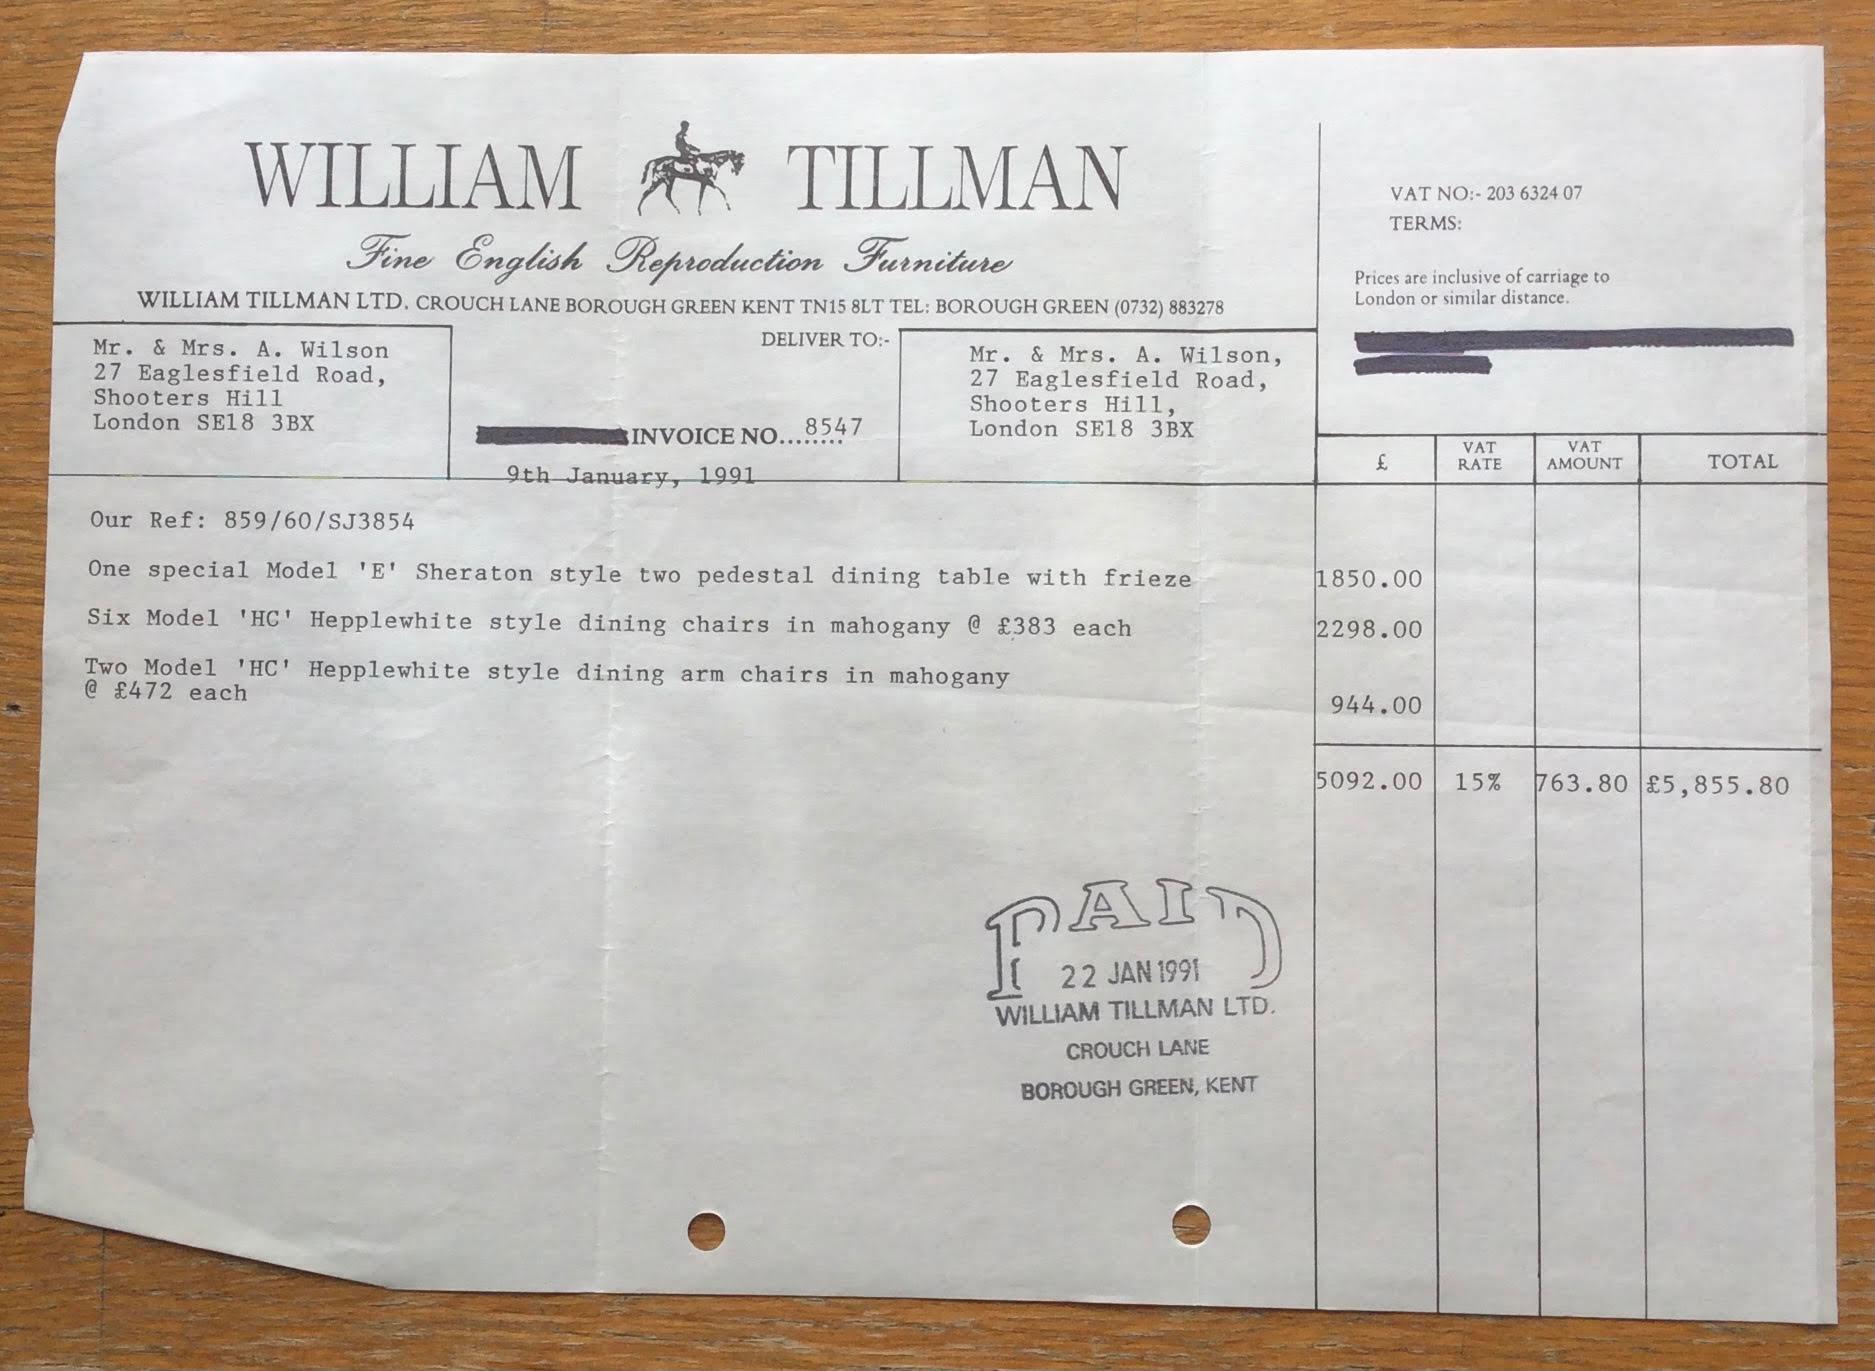 WILLIAM TILLMAN
Fine English Reproduction Furniture
WILLIAM TILLMAN LTD. CROUCH LANE BOROUGH GREEN KENT TN15 8LT TEL: BOROUGH GREEN (0732) 883278
VAT NO:- 203 6324 07
TERMS:
Prices are inclusive of carriage to
London or similar distance.
Mr. & Mrs. A. Wilson
27 Eaglesfield Road,
Shooters Hill
London SE18 3BX
INVOICE NO........8547
9th January, 1991
DELIVER TO:-
Mr. & Mrs. A. Wilson,
27 Eaglesfield Road,
Shooters Hill,
London SE18 3BX
£ VAT RATE VAT AMOUNT TOTAL
Our Ref: 859/60/SJ3854
One special Model 'E' Sheraton style two pedestal dining table with frieze 1850.00
Six Model 'HC' Hepplewhite style dining chairs in mahogany @ £383 each 2298.00
Two Model 'HC' Hepplewhite style dining arm chairs in mahogany
@ £472 each 944.00
5092.00 15% 763.80 £5,855.80
PAID
22 JAN 1991
WILLIAM TILLMAN LTD.
CROUCH LANE
BOROUGH GREEN, KENT